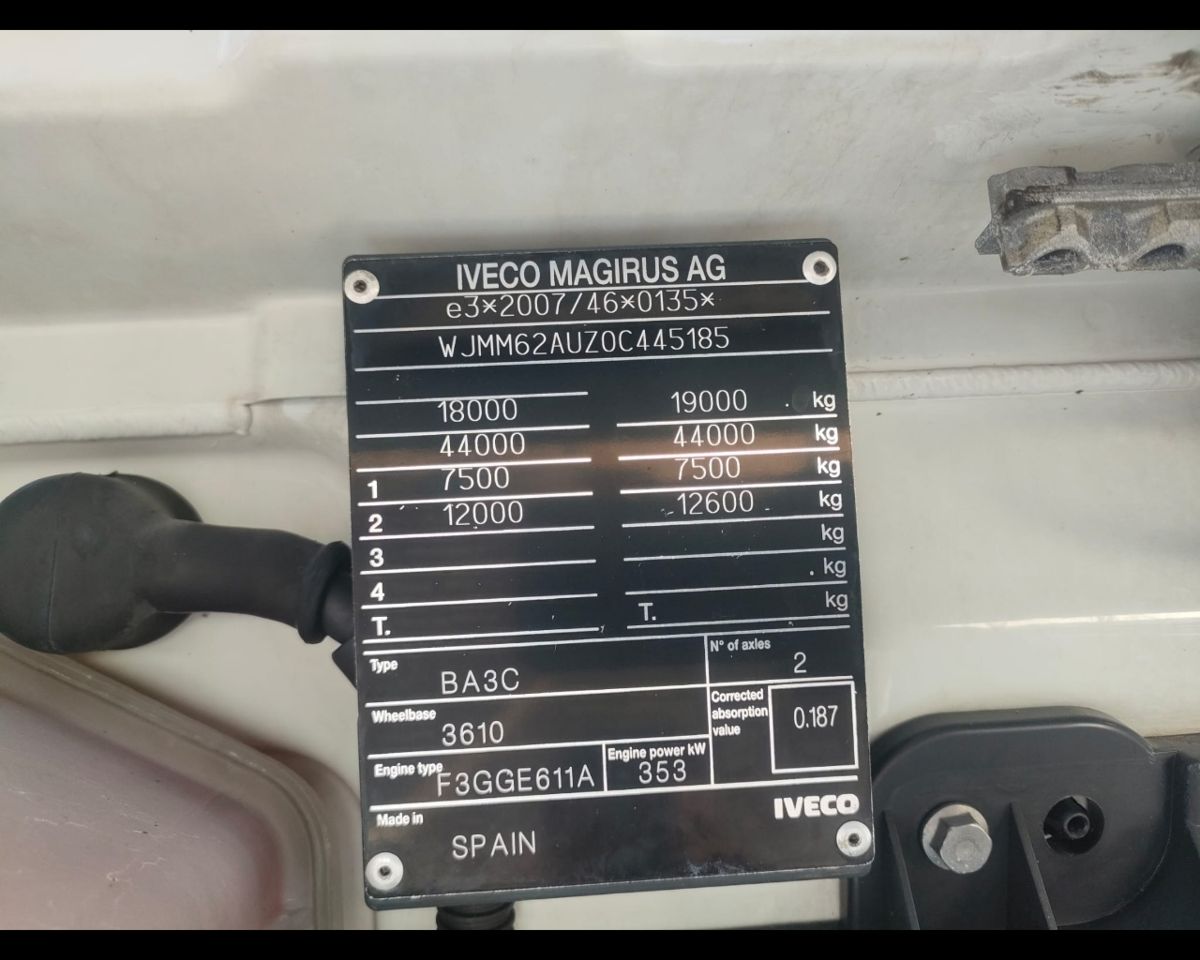 IVECO MAGIRUS AG
e3*2007/46*0135*
WJMM62AUZ0C445185
18000 19000 kg
44000 44000 kg
1 7500 7500 kg
2 12000 12600 kg
3 kg
4 kg
T. T. kg
Type BA3C N° of axles 2
Wheelbase 3610 Corrected absorption value 0.187
Engine type F3GGE611A Engine power kW 353
IVECO
Made in SPAIN